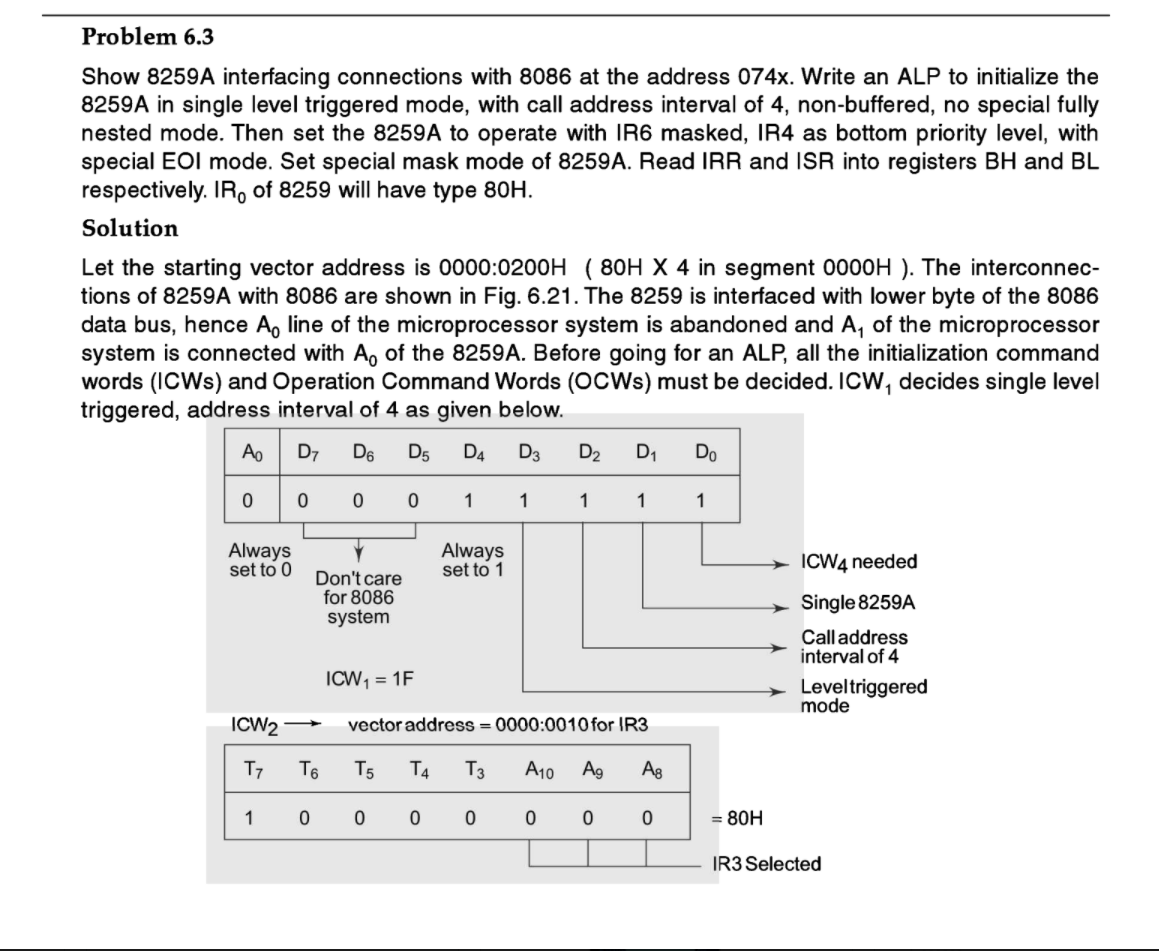 Problem 6.3
Show 8259A interfacing connections with 8086 at the address 074x. Write an ALP to initialize the
8259A in single level triggered mode, with call address interval of 4, non-buffered, no special fully
nested mode. Then set the 8259A to operate with IR6 masked, IR4 as bottom priority level, with
special EOI mode. Set special mask mode of 8259A. Read IRR and ISR into registers BH and BL
respectively. IR₀ of 8259 will have type 80H.
Solution
Let the starting vector address is 0000:0200H ( 80H X 4 in segment 0000H ). The interconnec-
tions of 8259A with 8086 are shown in Fig. 6.21. The 8259 is interfaced with lower byte of the 8086
data bus, hence A₀ line of the microprocessor system is abandoned and A₁ of the microprocessor
system is connected with A₀ of the 8259A. Before going for an ALP, all the initialization command
words (ICWs) and Operation Command Words (OCWs) must be decided. ICW₁ decides single level
triggered, address interval of 4 as given below.
A₀ D₇ D₆ D₅ D₄ D₃ D₂ D₁ D₀
0 0 0 0 1 1 1 1 1
Always
set to 0
Don't care
for 8086
system
Always
set to 1
ICW₄ needed
Single 8259A
Call address
interval of 4
Level triggered
mode
ICW₁ = 1F
ICW₂ → vector address = 0000:0010 for IR3
T₇ T₆ T₅ T₄ T₃ A₁₀ A₉ A₈
1 0 0 0 0 0 0 0 = 80H
IR3 Selected